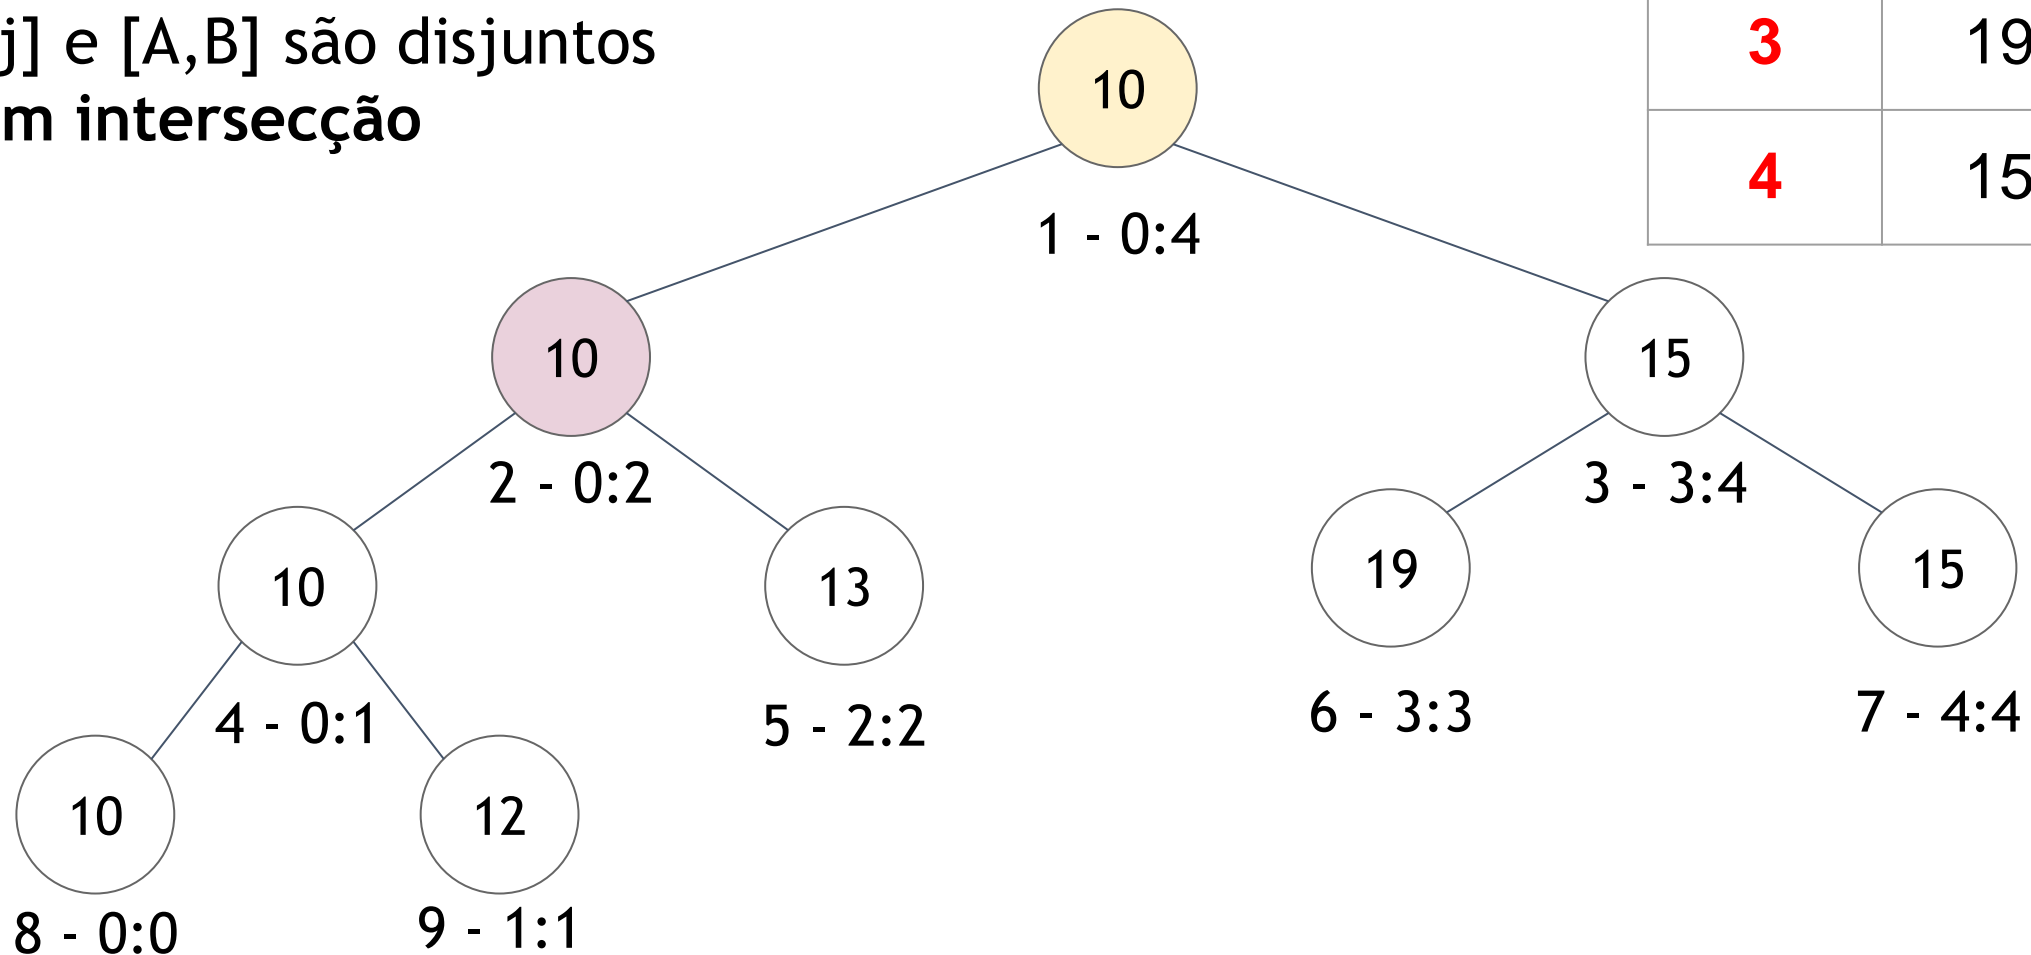 j] e [A,B] são disjuntos
m intersecção
3 19
4 15
10
1 - 0:4
10 15
2 - 0:2 3 - 3:4
10 13 19 15
4 - 0:1 5 - 2:2 6 - 3:3 7 - 4:4
10 12
8 - 0:0 9 - 1:1